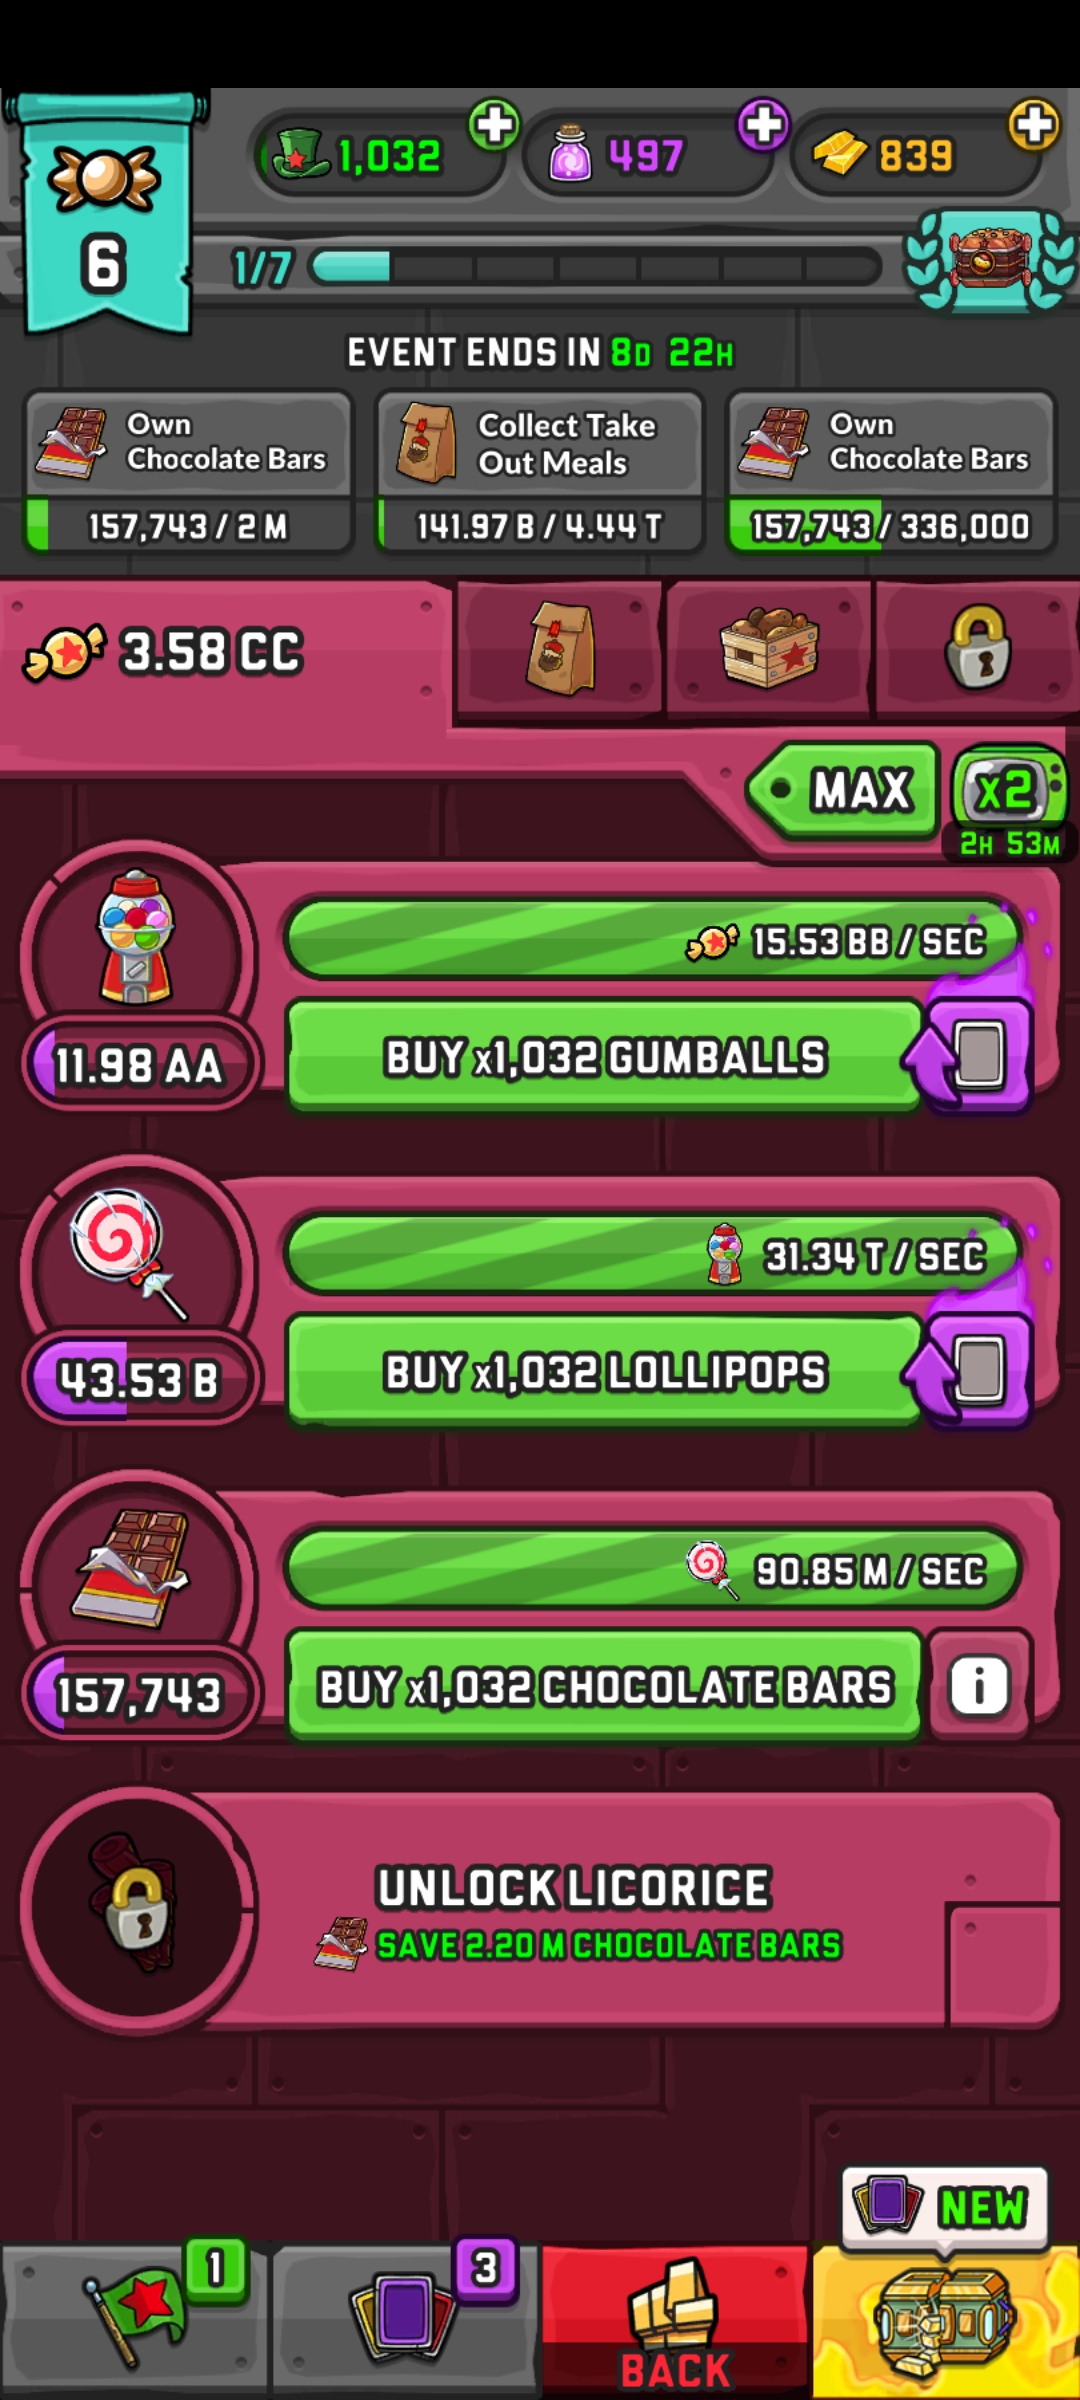 1,032
497
839
6
1/7
EVENT ENDS IN 8D 22H
Own
Chocolate Bars
157,743 / 2 M
Collect Take
Out Meals
141.97 B / 4.44 T
Own
Chocolate Bars
157,743 / 336,000
3.58 CC
MAX
x2
2H 53M
15.53 BB / SEC
11.98 AA
BUY x1,032 GUMBALLS
31.34 T / SEC
43.53 B
BUY x1,032 LOLLIPOPS
90.85 M / SEC
157,743
BUY x1,032 CHOCOLATE BARS
i
UNLOCK LICORICE
SAVE 2.20 M CHOCOLATE BARS
NEW
1
3
BACK